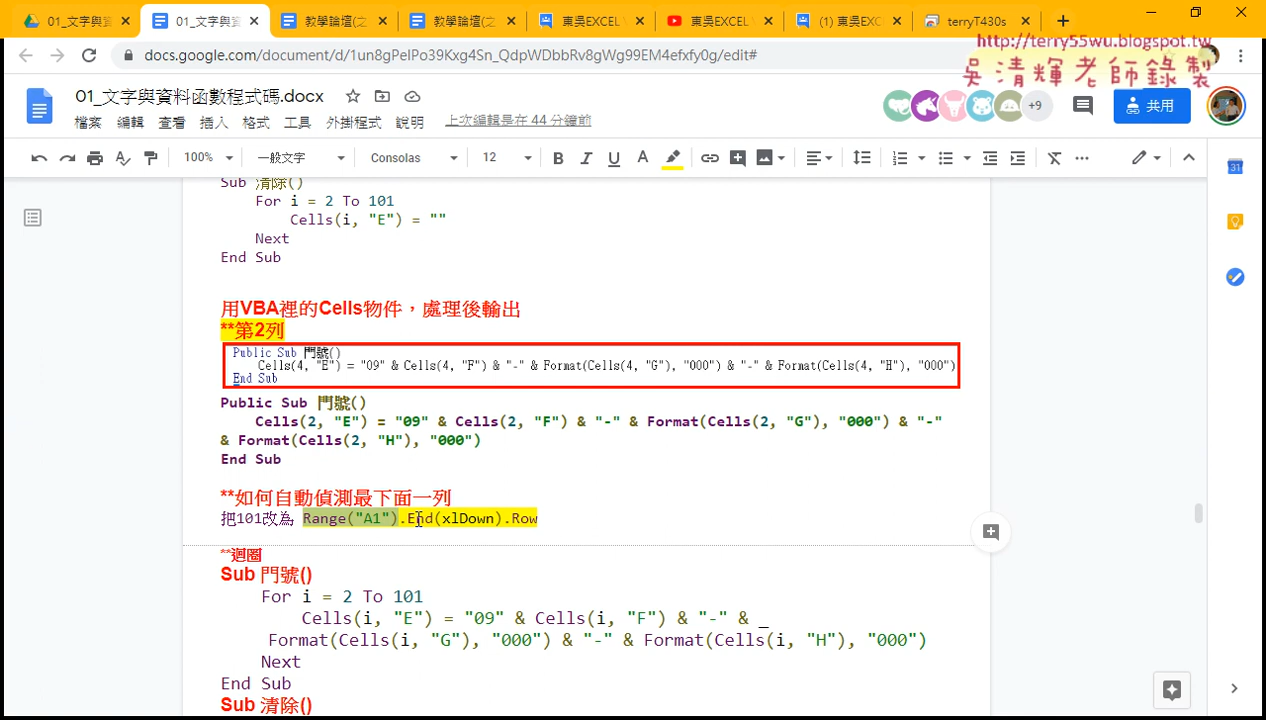 01_文字與資
01_文字與資
教學論壇(之
教學論壇(之
東吳EXCEL V
東吳EXCEL V
(1) 東吳EXC
terryT430s
docs.google.com/document/d/1un8gPelPo39Kxg4Sn_QdpWDbbRv8gWg99EM4efxfy0g/edit#
http://terry55wu.blogspot.tw
吳清輝老師錄製
01_文字與資料函數程式碼.docx
+9
共用
檔案 編輯 查看 插入 格式 工具 外掛程式 說明 上次編輯是在 44 分鐘前
100% 一般文字 Consolas 12
Sub 清除()
For i = 2 To 101
Cells(i, "E") = ""
Next
End Sub
用VBA裡的Cells物件，處理後輸出
**第2列
Public Sub 門號()
Cells(4, "E") = "09" & Cells(4, "F") & "-" & Format(Cells(4, "G"), "000") & "-" & Format(Cells(4, "H"), "000")
End Sub
Public Sub 門號()
Cells(2, "E") = "09" & Cells(2, "F") & "-" & Format(Cells(2, "G"), "000") & "-"
& Format(Cells(2, "H"), "000")
End Sub
**如何自動偵測最下面一列
把101改為 Range("A1").End(xlDown).Row
**迴圈
Sub 門號()
For i = 2 To 101
Cells(i, "E") = "09" & Cells(i, "F") & "-" & _
Format(Cells(i, "G"), "000") & "-" & Format(Cells(i, "H"), "000")
Next
End Sub
Sub 清除()